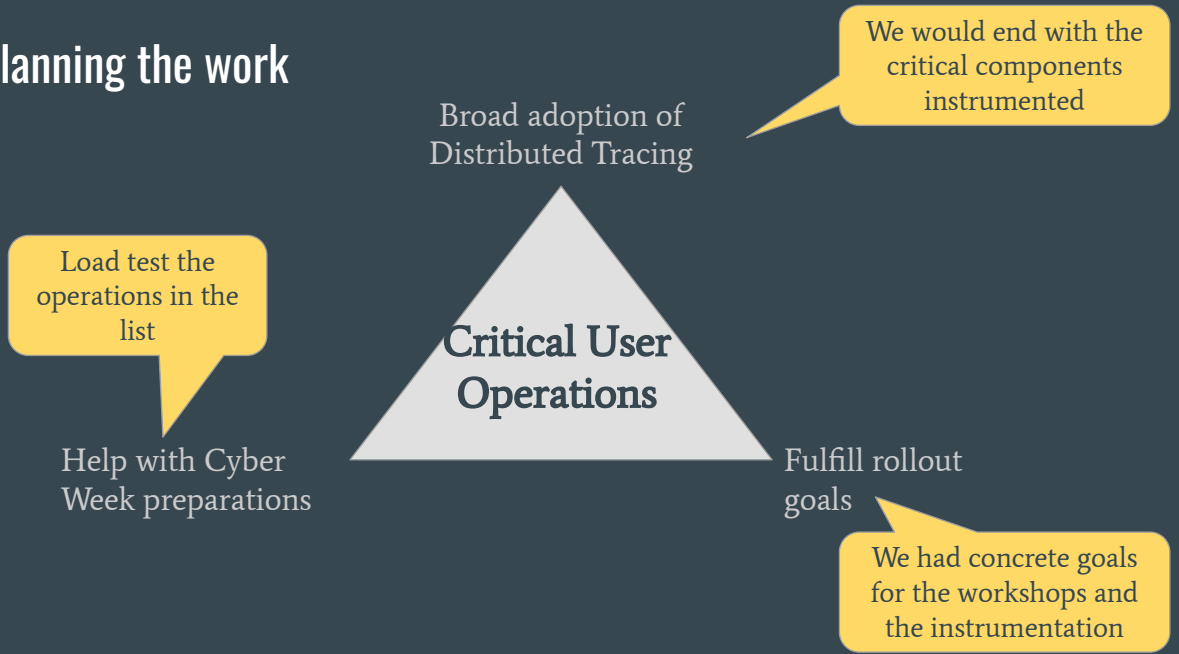 lanning the work
We would end with the
critical components
instrumented
Broad adoption of
Distributed Tracing
Load test the
operations in the
list
Critical User
Operations
Help with Cyber
Week preparations
Fulfill rollout
goals
We had concrete goals
for the workshops and
the instrumentation